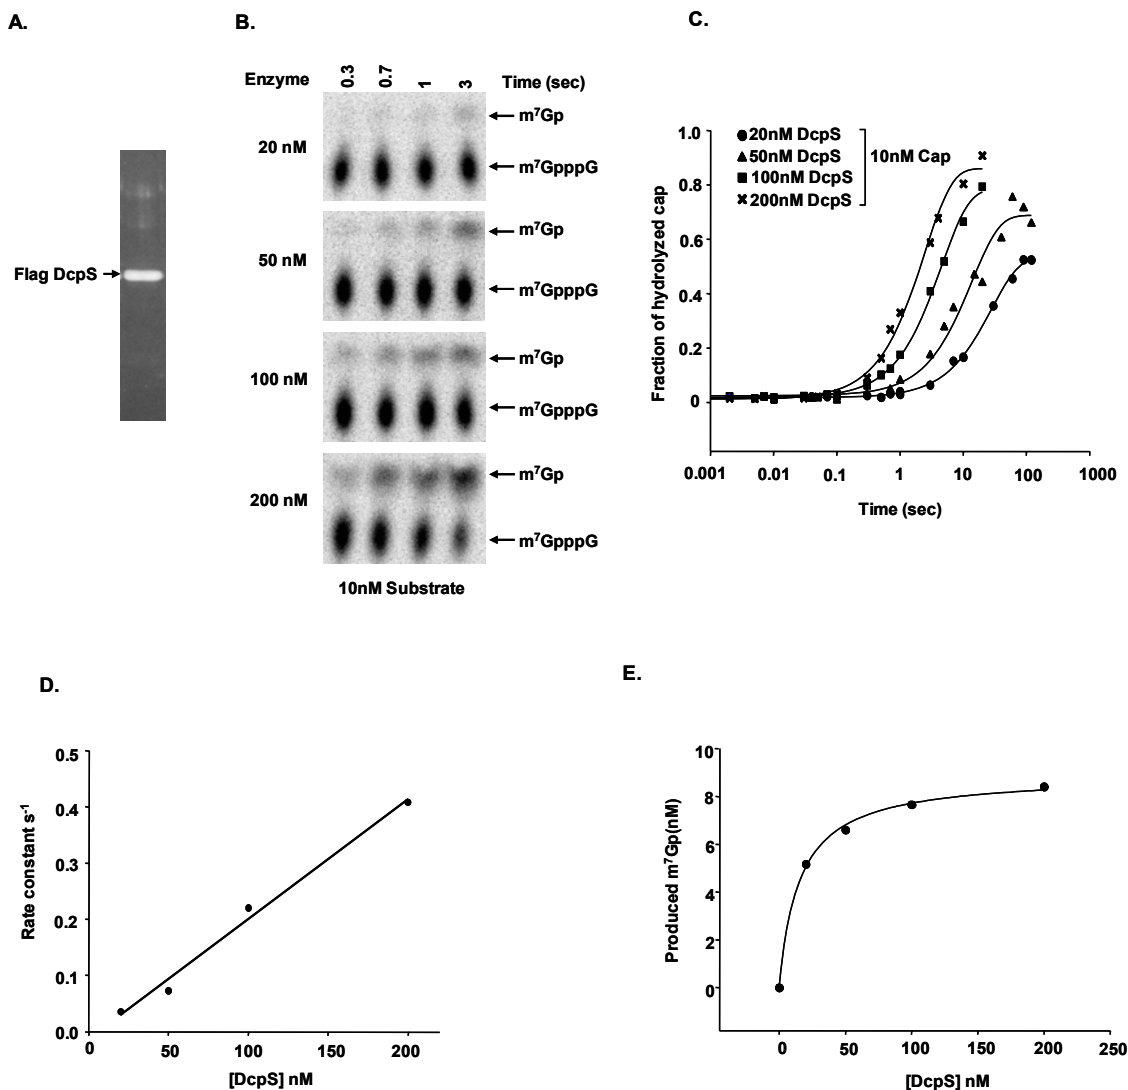 A.
Flag DcpS
B.
Enzyme
0.3
0.7
1
3
Time (sec)
20 nM
m⁷Gp
m⁷GpppG
50 nM
m⁷Gp
m⁷GpppG
100 nM
m⁷Gp
m⁷GpppG
200 nM
m⁷Gp
m⁷GpppG
10nM Substrate
C.
20nM DcpS
50nM DcpS
100nM DcpS
200nM DcpS
10nM Cap
Fraction of hydrolyzed cap
1.0
0.8
0.6
0.4
0.2
0
0.001 0.01 0.1 1 10 100 1000
Time (sec)
D.
Rate constant s⁻¹
0.5
0.4
0.3
0.2
0.1
0.0
0 50 100 150 200
[DcpS] nM
E.
Produced m⁷Gp(nM)
10
8
6
4
2
0
0 50 100 150 200 250
[DcpS] nM